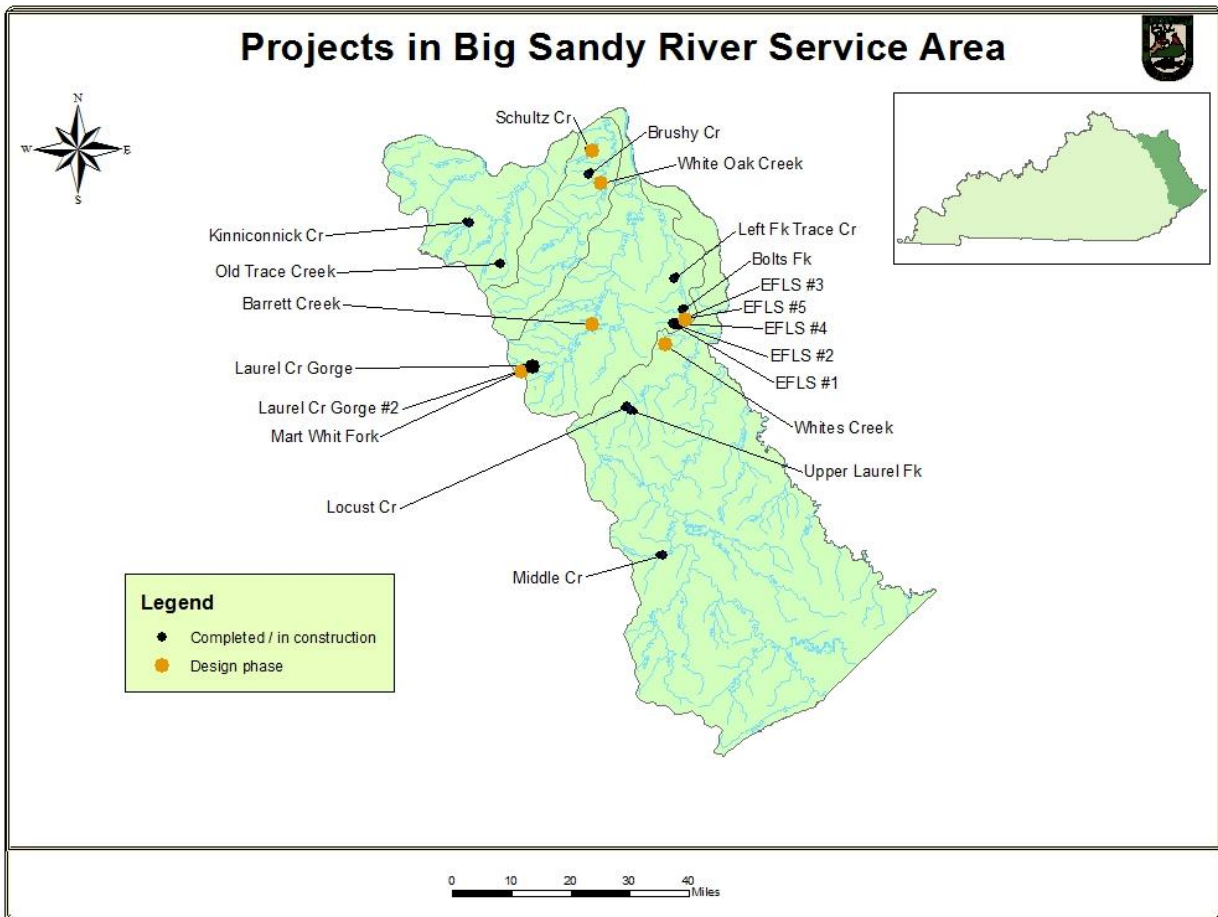 Projects in Big Sandy River Service Area
N
W
E
S
Schultz Cr
Brushy Cr
White Oak Creek
Kinniconnick Cr
Left Fk Trace Cr
Bolts Fk
Old Trace Creek
EFLS #3
Barrett Creek
EFLS #5
EFLS #4
EFLS #2
Laurel Cr Gorge
EFLS #1
Laurel Cr Gorge #2
Whites Creek
Mart Whit Fork
Upper Laurel Fk
Locust Cr
Middle Cr
Legend
Completed / in construction
Design phase
0 10 20 30 40
Miles